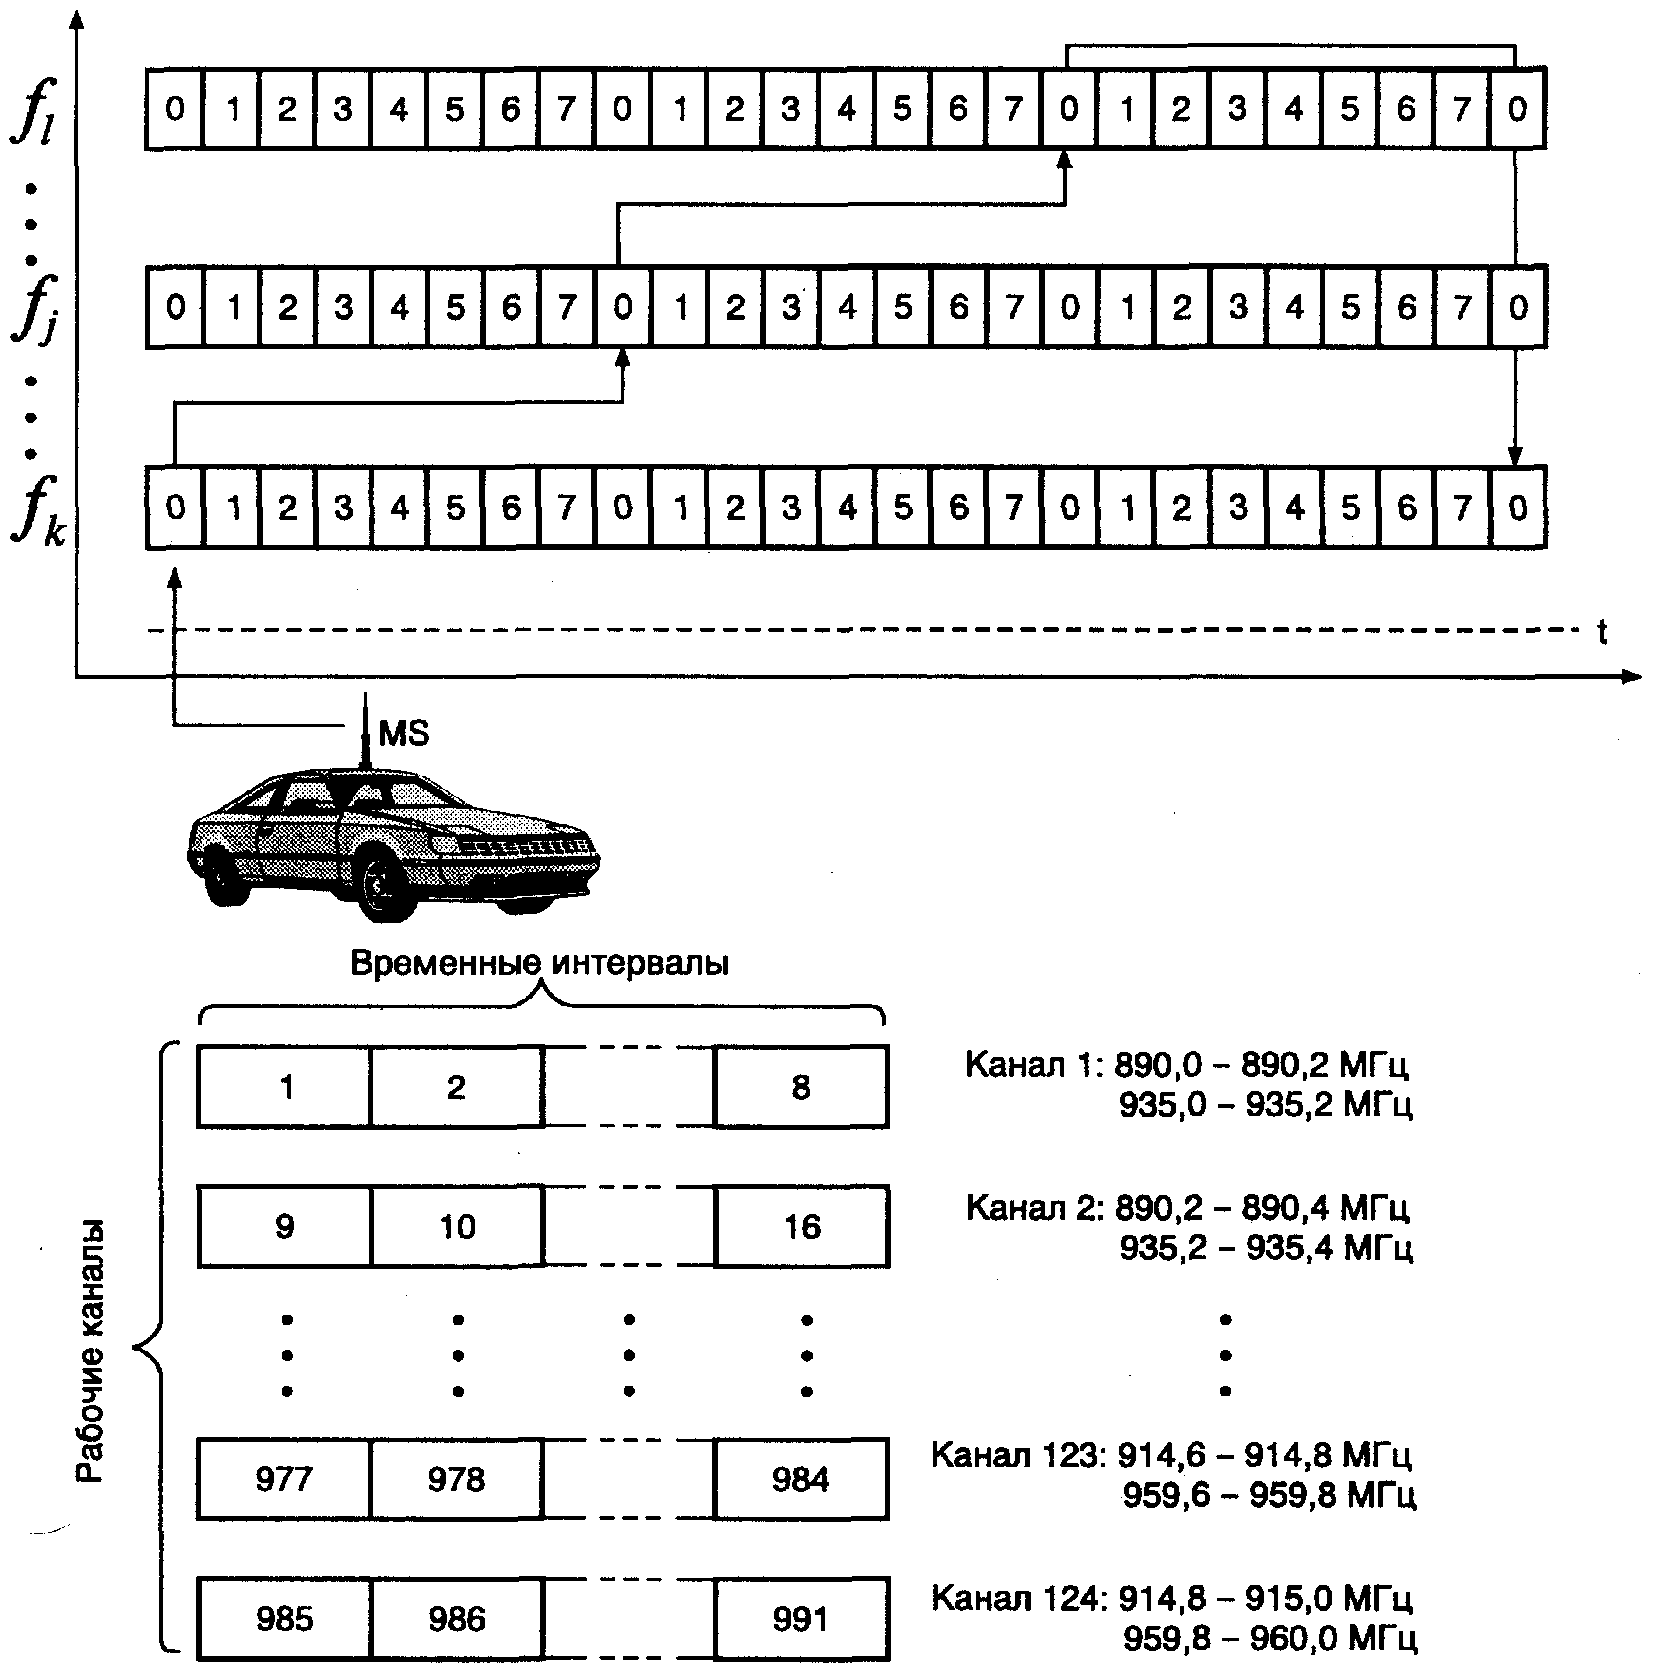 f_l 0 1 2 3 4 5 6 7 0 1 2 3 4 5 6 7 0 1 2 3 4 5 6 7 0
f_j 0 1 2 3 4 5 6 7 0 1 2 3 4 5 6 7 0 1 2 3 4 5 6 7 0
f_k 0 1 2 3 4 5 6 7 0 1 2 3 4 5 6 7 0 1 2 3 4 5 6 7 0
t
MS
Временные интервалы
Рабочие каналы
1 2 8 Канал 1: 890,0 – 890,2 МГц
935,0 – 935,2 МГц
9 10 16 Канал 2: 890,2 – 890,4 МГц
935,2 – 935,4 МГц
977 978 984 Канал 123: 914,6 – 914,8 МГц
959,6 – 959,8 МГц
985 986 991 Канал 124: 914,8 – 915,0 МГц
959,8 – 960,0 МГц